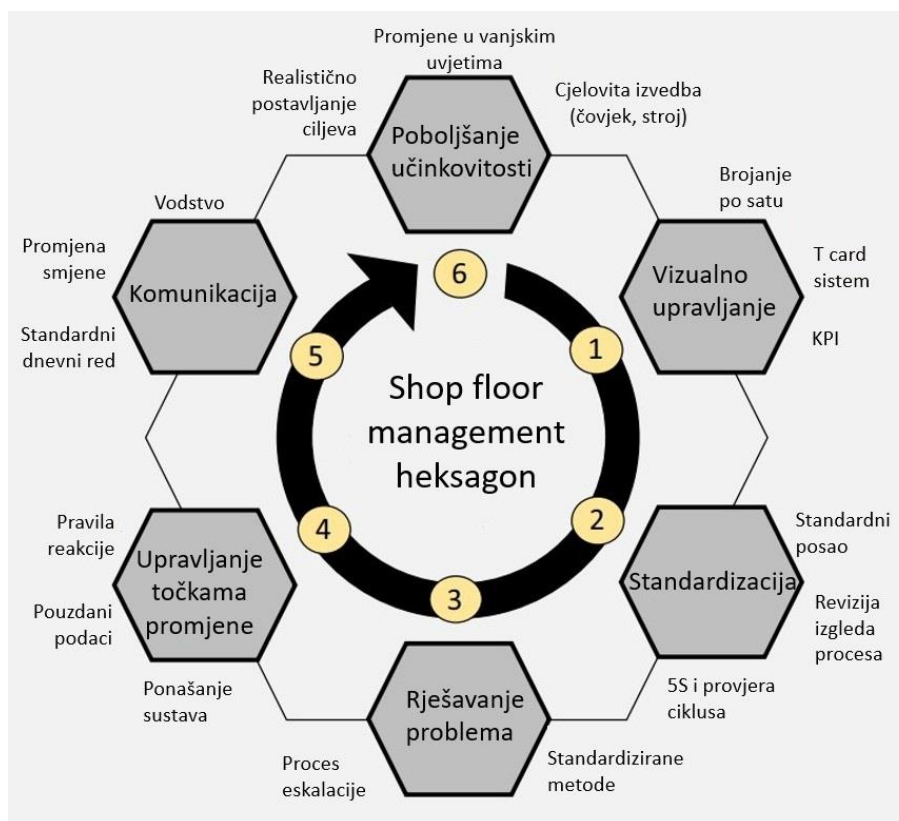 Promjene u vanjskim
uvjetima
Realistično
postavljanje
ciljeva
Cjelovita izvedba
(čovjek, stroj)
Poboljšanje
učinkovitosti
Brojanje
po satu
Vodstvo
Promjena
smjene
T card
sistem
6
Vizualno
upravljanje
Komunikacija
Standardni
dnevni red
KPI
1
5
Shop floor
management
heksagon
2
4
Standardni
posao
Pravila
reakcije
Upravljanje
točkama
promjene
Standardizacija
3
Pouzdani
podaci
Revizija
izgleda
procesa
Ponašanje
sustava
5S i provjera
ciklusa
Rješavanje
problema
Proces
eskalacije
Standardizirane
metode